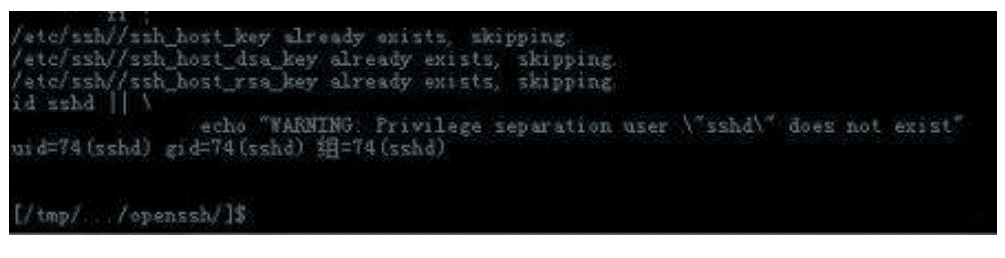 fi ;
/etc/ssh//ssh_host_key already exists, skipping.
/etc/ssh//ssh_host_dsa_key already exists, skipping.
/etc/ssh//ssh_host_rsa_key already exists, skipping.
id sshd || \
echo "WARNING: Privilege separation user \"sshd\" does not exist"
uid=74(sshd) gid=74(sshd) 组=74(sshd)
[/tmp/.../openssh/]$